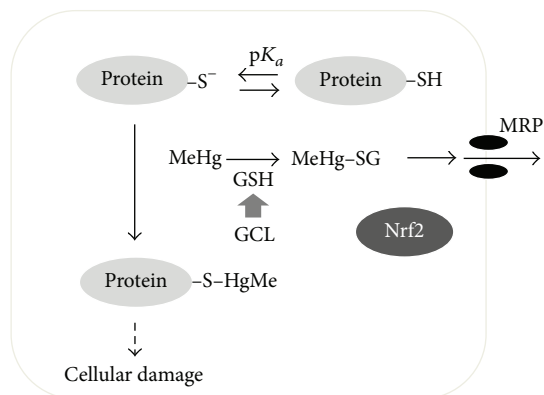 pKₐ
Protein –S⁻
Protein –SH
MRP
MeHg
MeHg–SG
GSH
GCL
Nrf2
Protein –S–HgMe
Cellular damage